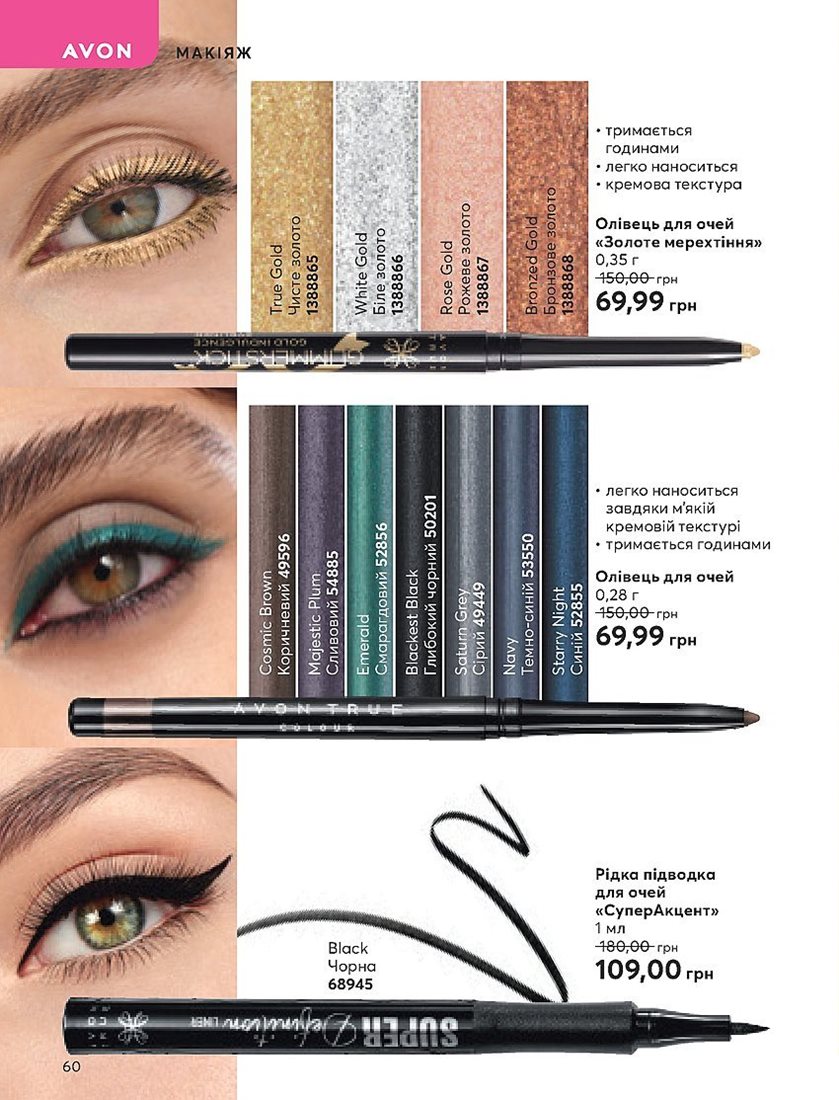 AVON
МАКІЯЖ
True Gold
Чисте золото
1388865
White Gold
Біле золото
1388866
Rose Gold
Рожеве золото
1388867
Bronzed Gold
Бронзове золото
1388868
• тримається
годинами
• легко наноситься
• кремова текстура
Олівець для очей
«Золоте мерехтіння»
0,35 г
150,00 грн
69,99 грн
GLIMMERSTICK
GOLD INDULGENCE
Cosmic Brown
Коричневий 49596
Majestic Plum
Сливовий 54885
Emerald
Смарагдовий 52856
Blackest Black
Глибокий чорний 50201
Saturn Grey
Сірий 49449
Navy
Темно-синій 53550
Starry Night
Синій 52855
• легко наноситься
завдяки м'якій
кремовій текстурі
• тримається годинами
Олівець для очей
0,28 г
150,00 грн
69,99 грн
AVON TRUE
COLOUR
Рідка підводка
для очей
«СуперАкцент»
1 мл
180,00 грн
109,00 грн
Black
Чорна
68945
SUPER Definition LINER
60